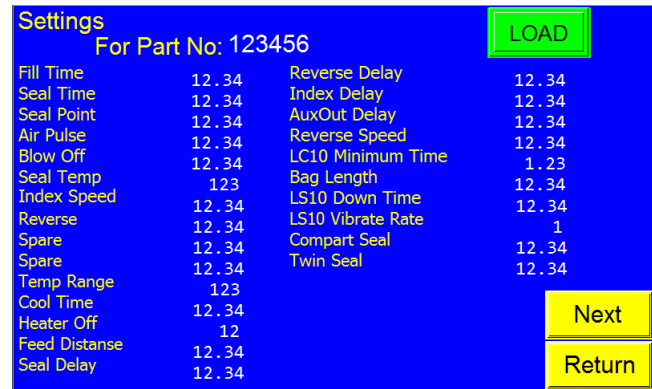 Settings
LOAD
For Part No: 123456
Fill Time 12.34 Reverse Delay 12.34
Seal Time 12.34 Index Delay 12.34
Seal Point 12.34 AuxOut Delay 12.34
Air Pulse 12.34 Reverse Speed 12.34
Blow Off 12.34 LC10 Minimum Time 1.23
Seal Temp 123 Bag Length 12.34
Index Speed 12.34 LS10 Down Time 12.34
Reverse 12.34 LS10 Vibrate Rate 1
Spare 12.34 Compart Seal 12.34
Spare 12.34 Twin Seal 12.34
Temp Range 123
Cool Time 12.34
Heater Off 12
Feed Distanse 12.34
Seal Delay 12.34
Next
Return